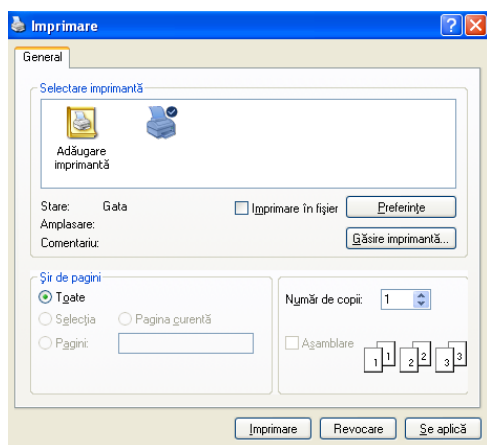 Imprimare
General
Selectare imprimantă
Adăugare
imprimantă
Stare: Gata
Imprimare în fişier
Preferinţe
Amplasare:
Comentariu:
Găsire imprimantă...
Şir de pagini
Toate
Selecţia
Pagina curentă
Pagini:
Număr de copii: 1
Asamblare
1 1 2 2 3 3
Imprimare
Revocare
Se aplică